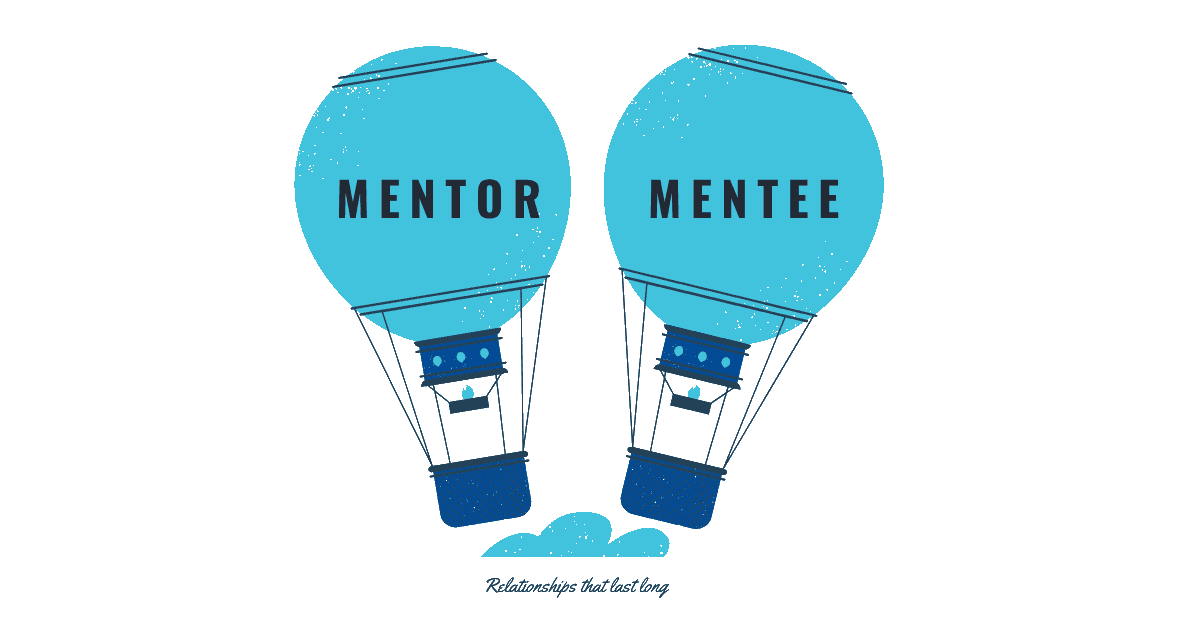 MENTOR
MENTEE
Relationships that last long